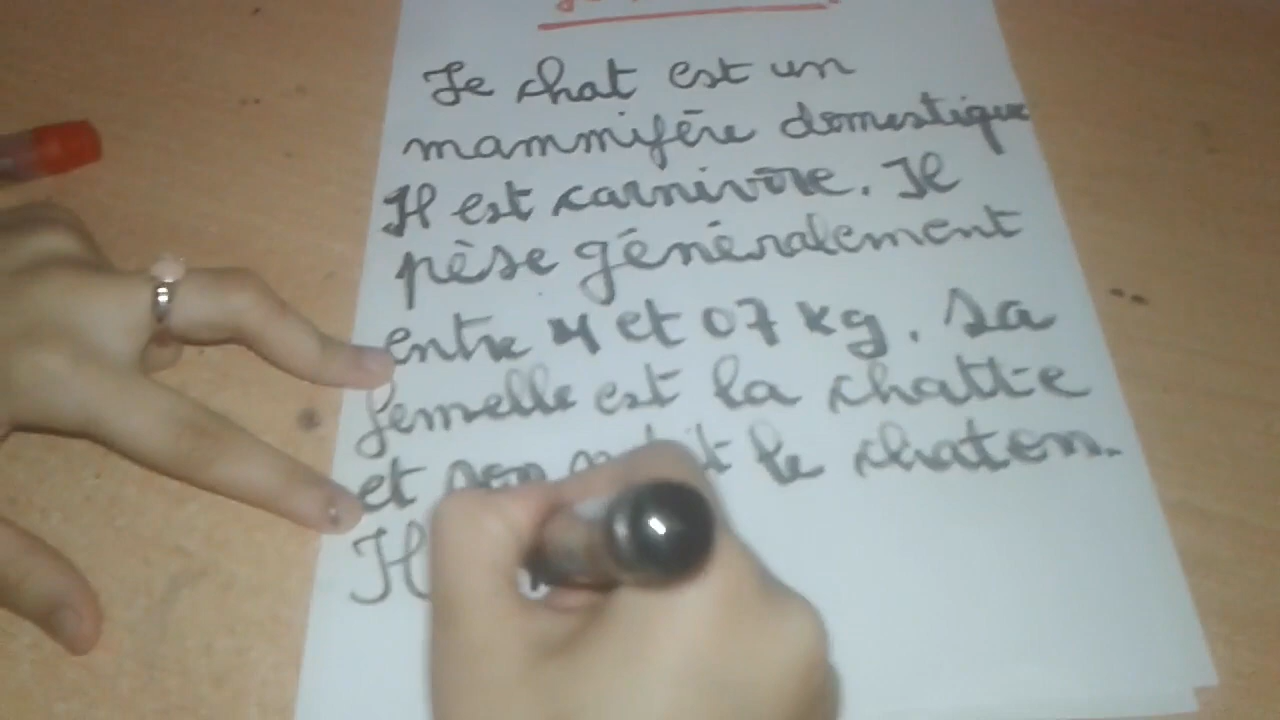 Le chat est un
mammifère domestique
Il est carnivore. Il
pèse généralement
entre 4 et 07 kg. Sa
femelle est la chatte
et son le chaton.
Il